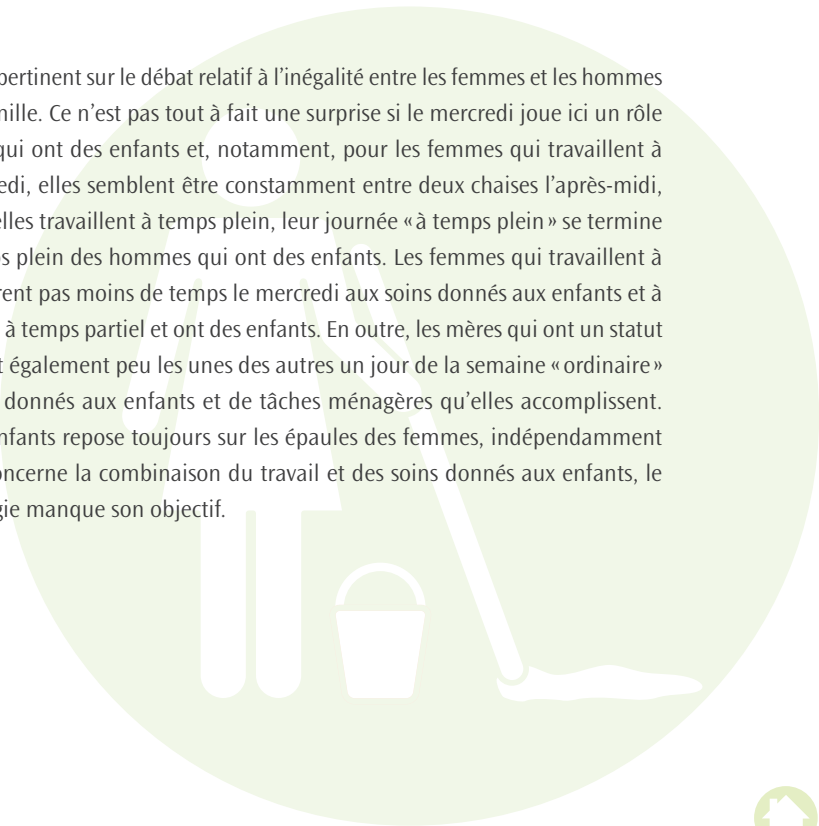 pertinent sur le débat relatif à l’inégalité entre les femmes et les hommes
mille. Ce n’est pas tout à fait une surprise si le mercredi joue ici un rôle
qui ont des enfants et, notamment, pour les femmes qui travaillent à
edi, elles semblent être constamment entre deux chaises l’après-midi,
elles travaillent à temps plein, leur journée «à temps plein» se termine
s plein des hommes qui ont des enfants. Les femmes qui travaillent à
rent pas moins de temps le mercredi aux soins donnés aux enfants et à
à temps partiel et ont des enfants. En outre, les mères qui ont un statut
t également peu les unes des autres un jour de la semaine «ordinaire»
donnés aux enfants et de tâches ménagères qu’elles accomplissent.
nfants repose toujours sur les épaules des femmes, indépendamment
oncerne la combinaison du travail et des soins donnés aux enfants, le
gie manque son objectif.